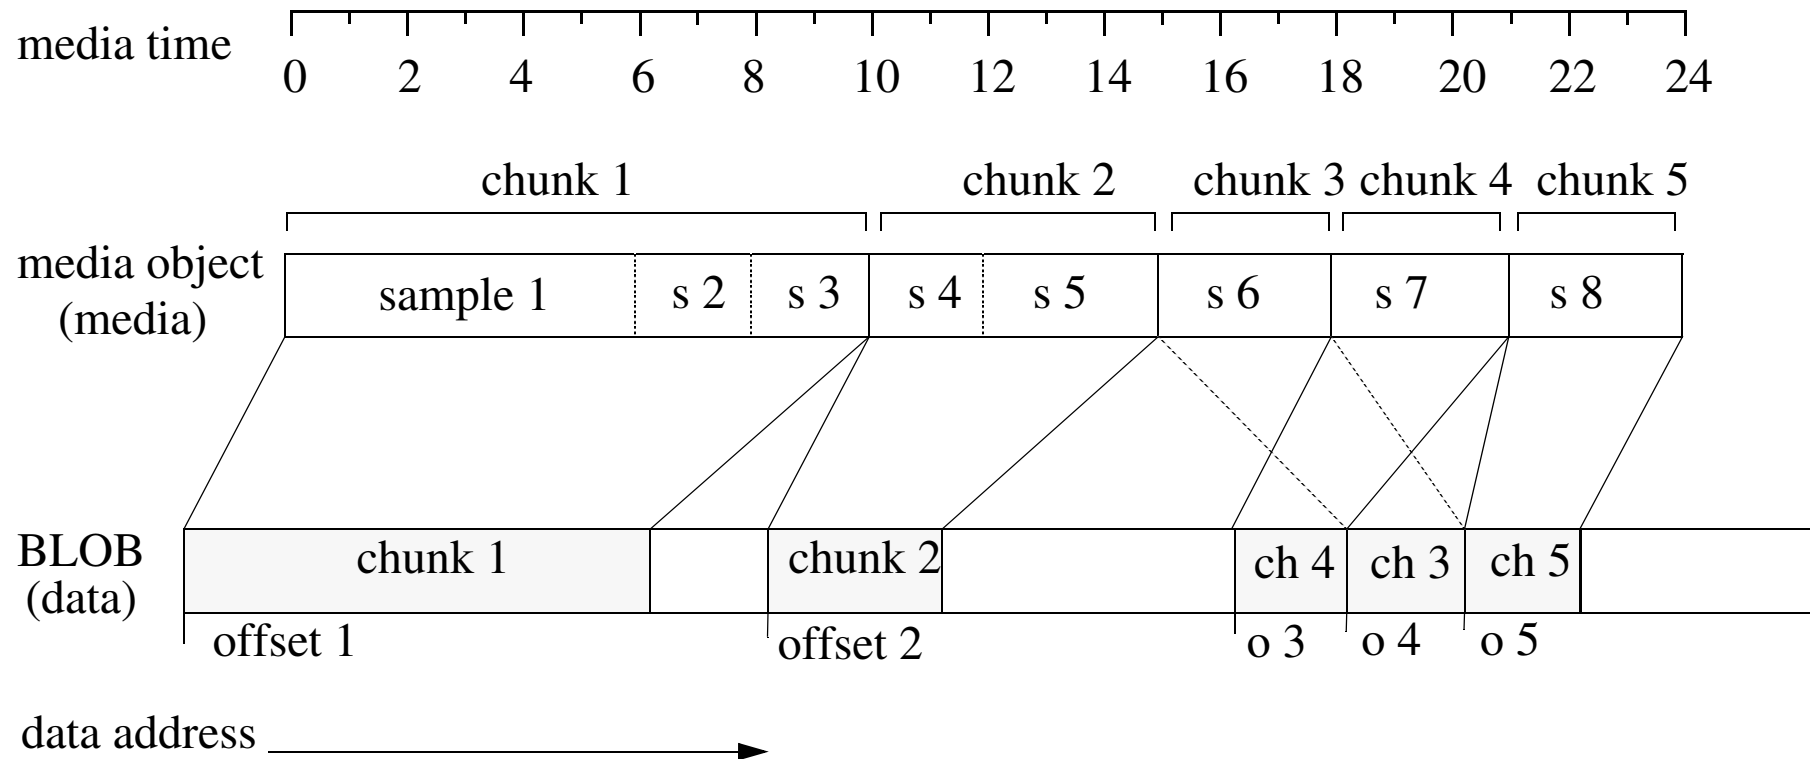 media time
0 2 4 6 8 10 12 14 16 18 20 22 24
chunk 1 chunk 2 chunk 3 chunk 4 chunk 5
media object
(media)
sample 1 s 2 s 3 s 4 s 5 s 6 s 7 s 8
BLOB
(data)
chunk 1 chunk 2 ch 4 ch 3 ch 5
offset 1 offset 2 o 3 o 4 o 5
data address